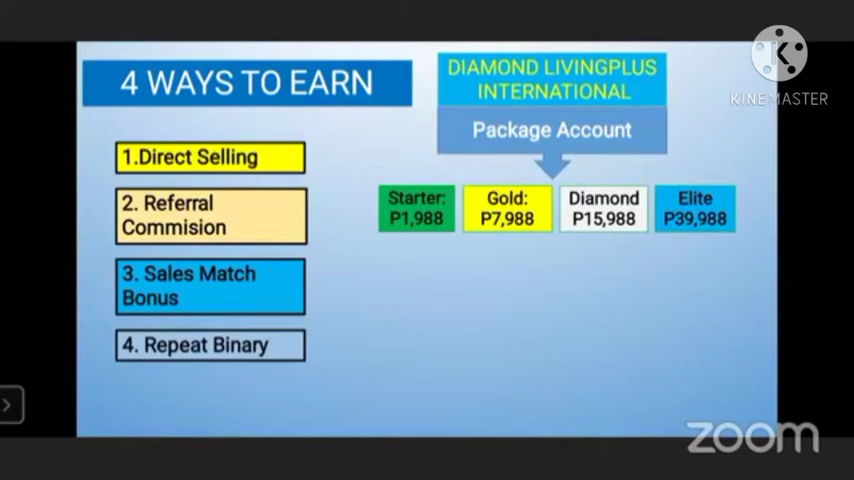 4 WAYS TO EARN
DIAMOND LIVINGPLUS
INTERNATIONAL
Package Account
1.Direct Selling
2. Referral
Commision
3. Sales Match
Bonus
4. Repeat Binary
Starter:
P1,988
Gold:
P7,988
Diamond
P15,988
Elite
P39,988
KINEMASTER
zoom